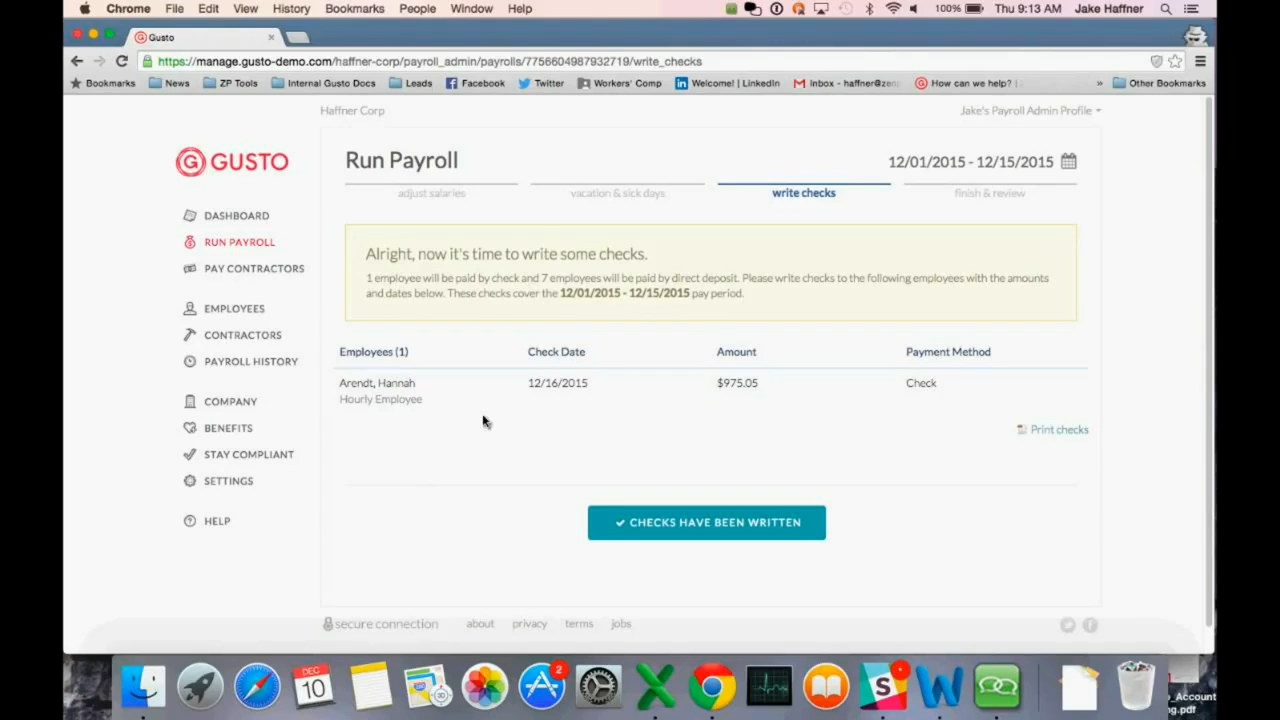 Chrome File Edit View History Bookmarks People Window Help 100% Thu 9:13 AM Jake Haffner
Gusto
https://manage.gusto-demo.com/haffner-corp/payroll_admin/payrolls/7756604987932719/write_checks
Bookmarks News ZP Tools Internal Gusto Docs Leads Facebook Twitter Workers' Comp Welcome! | LinkedIn Inbox - haffner@zen How can we help? | » Other Bookmarks
Haffner Corp Jake's Payroll Admin Profile
GUSTO
Run Payroll 12/01/2015 - 12/15/2015
adjust salaries vacation & sick days write checks finish & review
DASHBOARD
RUN PAYROLL
PAY CONTRACTORS
EMPLOYEES
CONTRACTORS
PAYROLL HISTORY
COMPANY
BENEFITS
STAY COMPLIANT
SETTINGS
HELP
Alright, now it's time to write some checks.
1 employee will be paid by check and 7 employees will be paid by direct deposit. Please write checks to the following employees with the amounts
and dates below. These checks cover the 12/01/2015 - 12/15/2015 pay period.
Employees (1) Check Date Amount Payment Method
Arendt, Hannah 12/16/2015 $975.05 Check
Hourly Employee
Print checks
CHECKS HAVE BEEN WRITTEN
secure connection about privacy terms jobs
DEC
10
2
_Account
ng.pdf